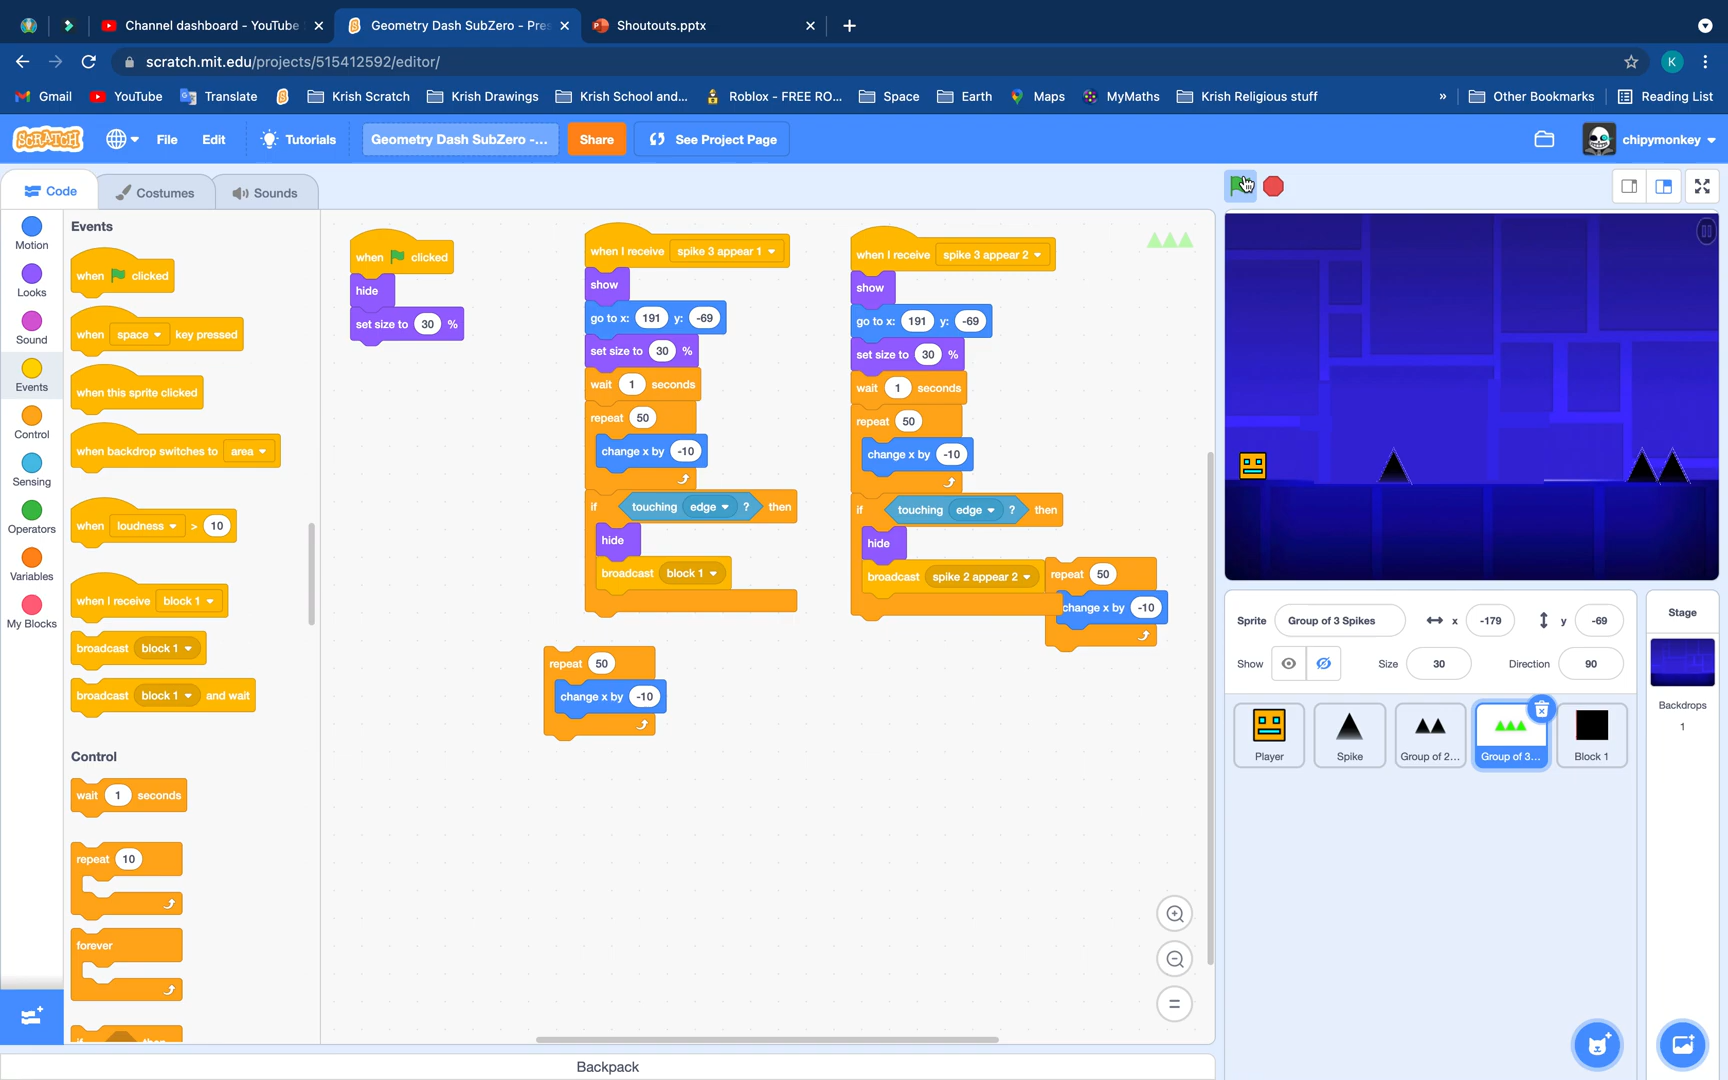 Channel dashboard - YouTube
Geometry Dash SubZero - Pres
Shoutouts.pptx
scratch.mit.edu/projects/515412592/editor/
K
Gmail
YouTube
Translate
Krish Scratch
Krish Drawings
Krish School and...
Roblox - FREE RO...
Space
Earth
Maps
MyMaths
Krish Religious stuff
»
Other Bookmarks
Reading List
SCRATCH
File
Edit
Tutorials
Geometry Dash SubZero -...
Share
See Project Page
chipymonkey
Code
Costumes
Sounds
Motion
Looks
Sound
Events
Control
Sensing
Operators
Variables
My Blocks
Events
when clicked
when space key pressed
when this sprite clicked
when backdrop switches to area
when loudness > 10
when I receive block 1
broadcast block 1
broadcast block 1 and wait
Control
wait 1 seconds
repeat 10
forever
when clicked
hide
set size to 30 %
when I receive spike 3 appear 1
show
go to x: 191 y: -69
set size to 30 %
wait 1 seconds
repeat 50
change x by -10
if touching edge ? then
hide
broadcast block 1
repeat 50
change x by -10
when I receive spike 3 appear 2
show
go to x: 191 y: -69
set size to 30 %
wait 1 seconds
repeat 50
change x by -10
if touching edge ? then
hide
broadcast spike 2 appear 2
repeat 50
change x by -10
Backpack
Sprite Group of 3 Spikes x -179 y -69
Show Size 30 Direction 90
Player
Spike
Group of 2...
Group of 3...
Block 1
Stage
Backdrops
1